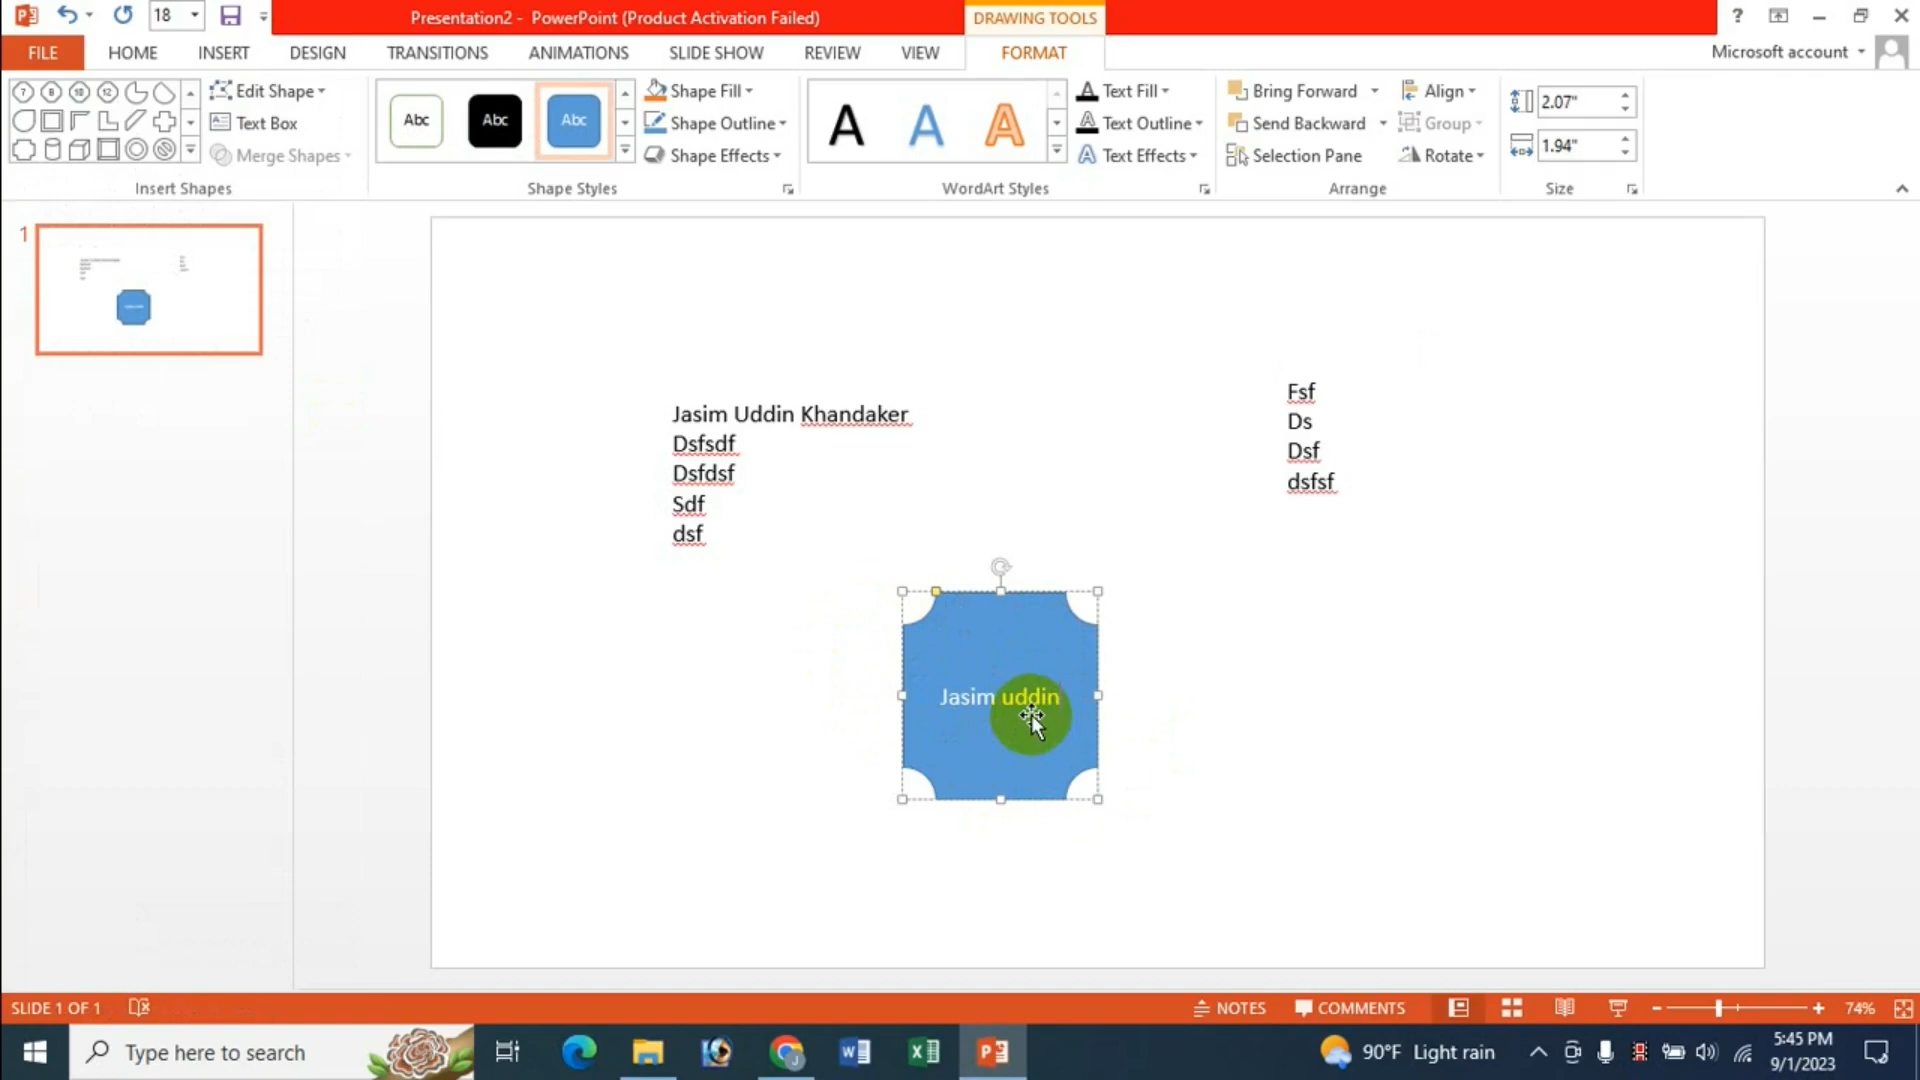 18
Presentation2 - PowerPoint (Product Activation Failed)
DRAWING TOOLS
?
FILE
HOME
INSERT
DESIGN
TRANSITIONS
ANIMATIONS
SLIDE SHOW
REVIEW
VIEW
FORMAT
Microsoft account
Edit Shape
Text Box
Merge Shapes
Insert Shapes
Abc
Abc
Abc
Shape Fill
Shape Outline
Shape Effects
Shape Styles
A
A
A
Text Fill
Text Outline
Text Effects
WordArt Styles
Bring Forward
Send Backward
Selection Pane
Align
Group
Rotate
Arrange
2.07"
1.94"
Size
1
Jasim Uddin Khandaker
Dsfsdf
Dsfdsf
Sdf
dsf
Fsf
Ds
Dsf
dsfsf
Jasim uddin
SLIDE 1 OF 1
NOTES
COMMENTS
74%
Type here to search
90°F Light rain
5:45 PM
9/1/2023